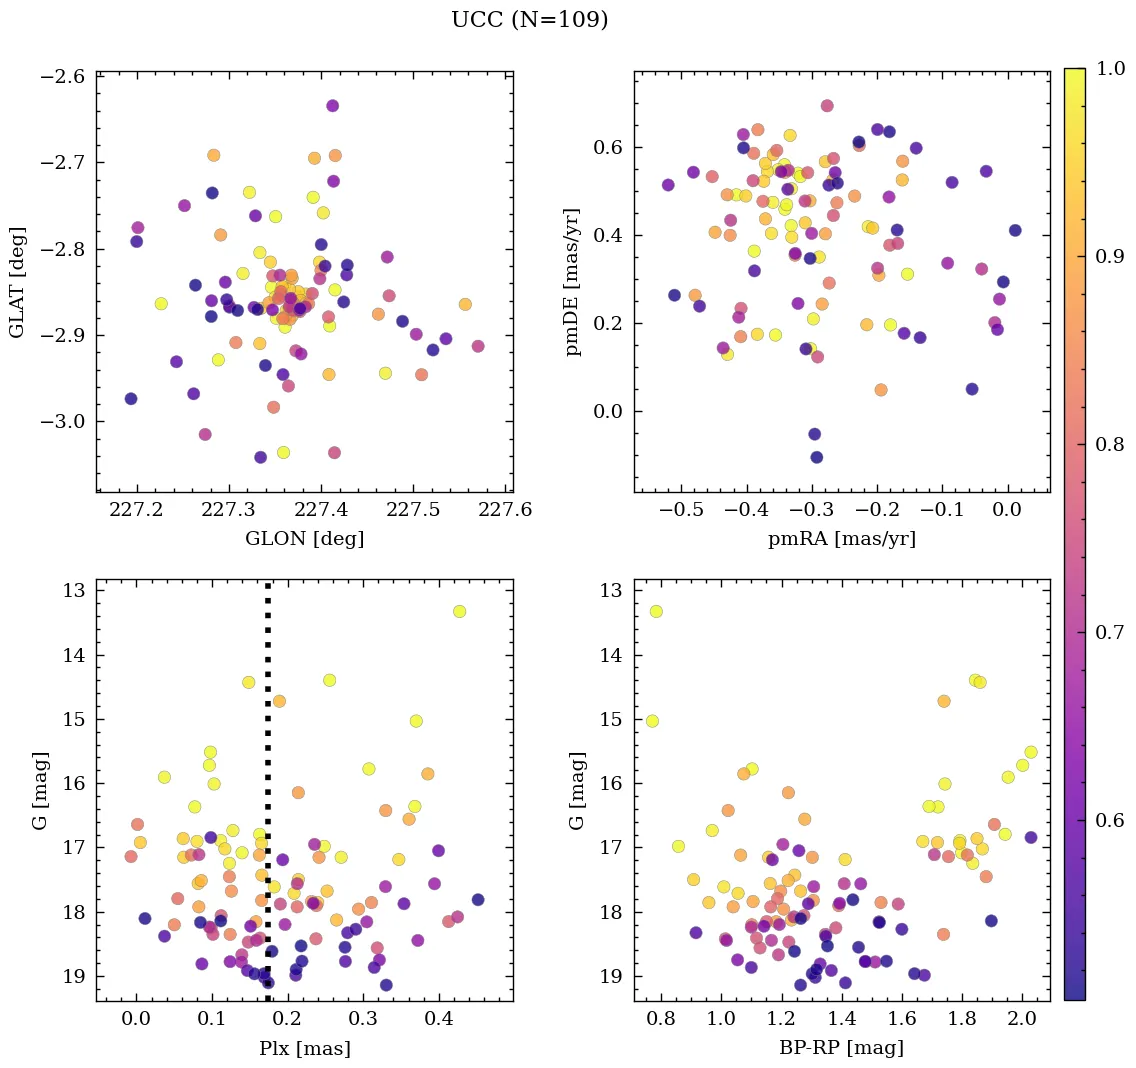 UCC (N=109)
−2.6
−2.7
−2.8
−2.9
−3.0
GLAT [deg]
227.2 227.3 227.4 227.5 227.6
GLON [deg]
0.6
0.4
0.2
0.0
pmDE [mas/yr]
−0.5 −0.4 −0.3 −0.2 −0.1 0.0
pmRA [mas/yr]
1.0
0.9
0.8
0.7
0.6
13
14
15
16
17
18
19
G [mag]
0.0 0.1 0.2 0.3 0.4
Plx [mas]
13
14
15
16
17
18
19
G [mag]
0.8 1.0 1.2 1.4 1.6 1.8 2.0
BP-RP [mag]